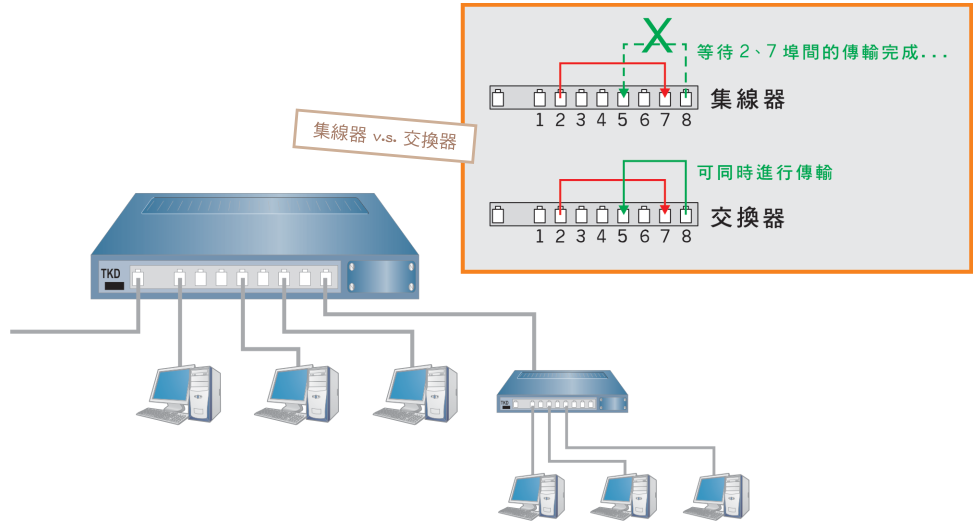 等待 2、7 埠間的傳輸完成...
集線器
1 2 3 4 5 6 7 8
集線器 v.s. 交換器
可同時進行傳輸
交換器
1 2 3 4 5 6 7 8
TKD
TKD